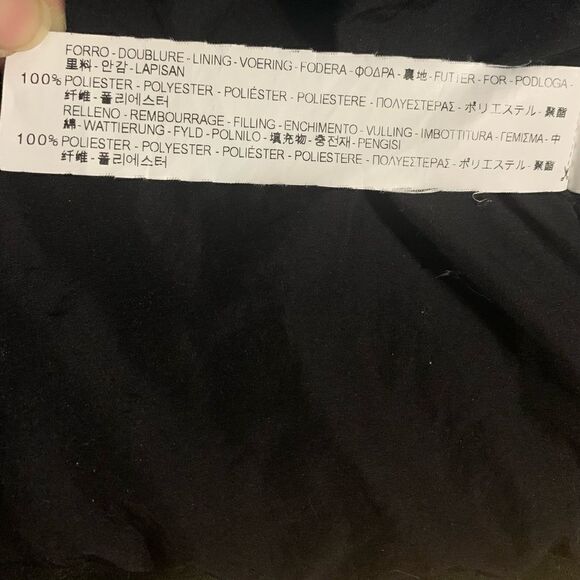 FORRO - DOUBLURE - LINING - VOERING - FODERA - ΦΟΔΡΑ - 裏地 - FUTTER - FOR - PODLOGA -
里料 - 안감 - LAPISAN
100% POLIESTER - POLYESTER - POLIÉSTER - POLIESTERE - ΠΟΛΥΕΣΤΕΡΑΣ - ポリエステル - 聚酯
纤维 - 폴리에스터
RELLENO - REMBOURRAGE - FILLING - ENCHIMENTO - VULLING - IMBOTTITURA - ΓΕΜΙΣΜΑ - 中
綿 - WATTIERUNG - FYLD - POLNILO - 填充物 - 충전재 - PENGISI
100% POLIESTER - POLYESTER - POLIÉSTER - POLIESTERE - ΠΟΛΥΕΣΤΕΡΑΣ - ポリエステル - 聚酯
纤维 - 폴리에스터